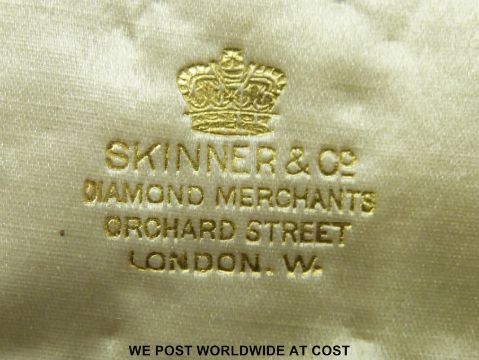 SKINNER & Co
DIAMOND MERCHANTS
ORCHARD STREET
LONDON. W.
WE POST WORLDWIDE AT COST